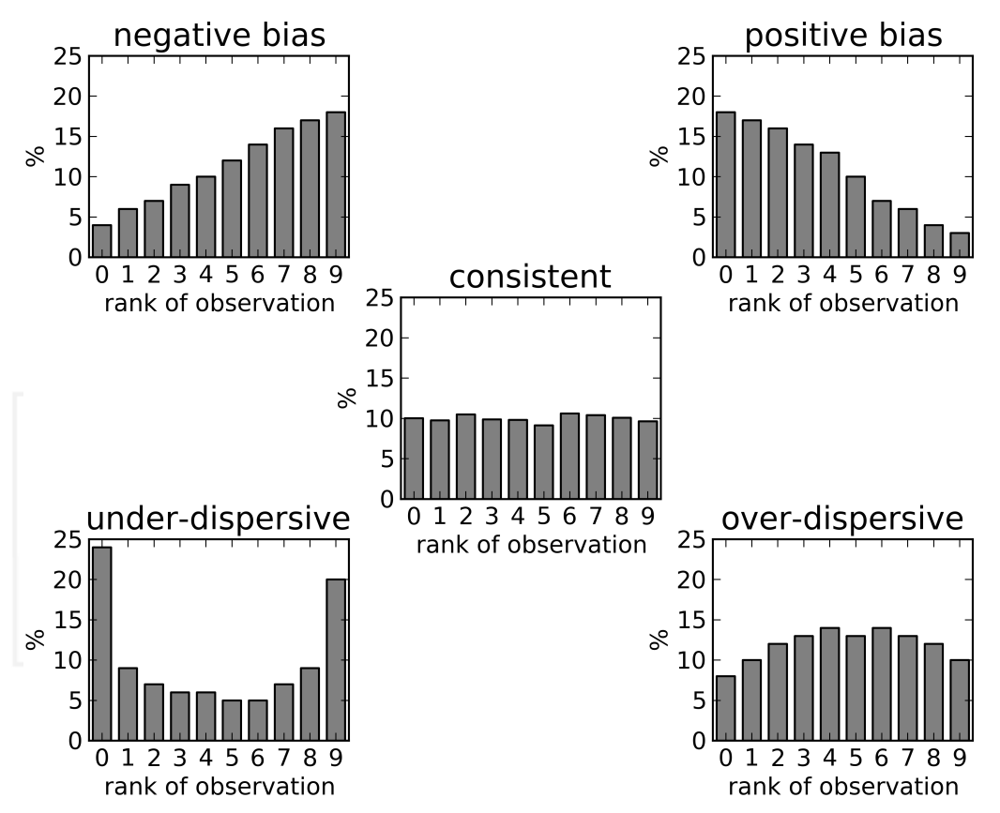 negative bias
25
20
15
10
5
0
%
0 1 2 3 4 5 6 7 8 9
rank of observation
positive bias
25
20
15
10
5
0
%
0 1 2 3 4 5 6 7 8 9
rank of observation
consistent
25
20
15
10
5
0
%
0 1 2 3 4 5 6 7 8 9
rank of observation
under-dispersive
25
20
15
10
5
0
%
0 1 2 3 4 5 6 7 8 9
rank of observation
over-dispersive
25
20
15
10
5
0
%
0 1 2 3 4 5 6 7 8 9
rank of observation